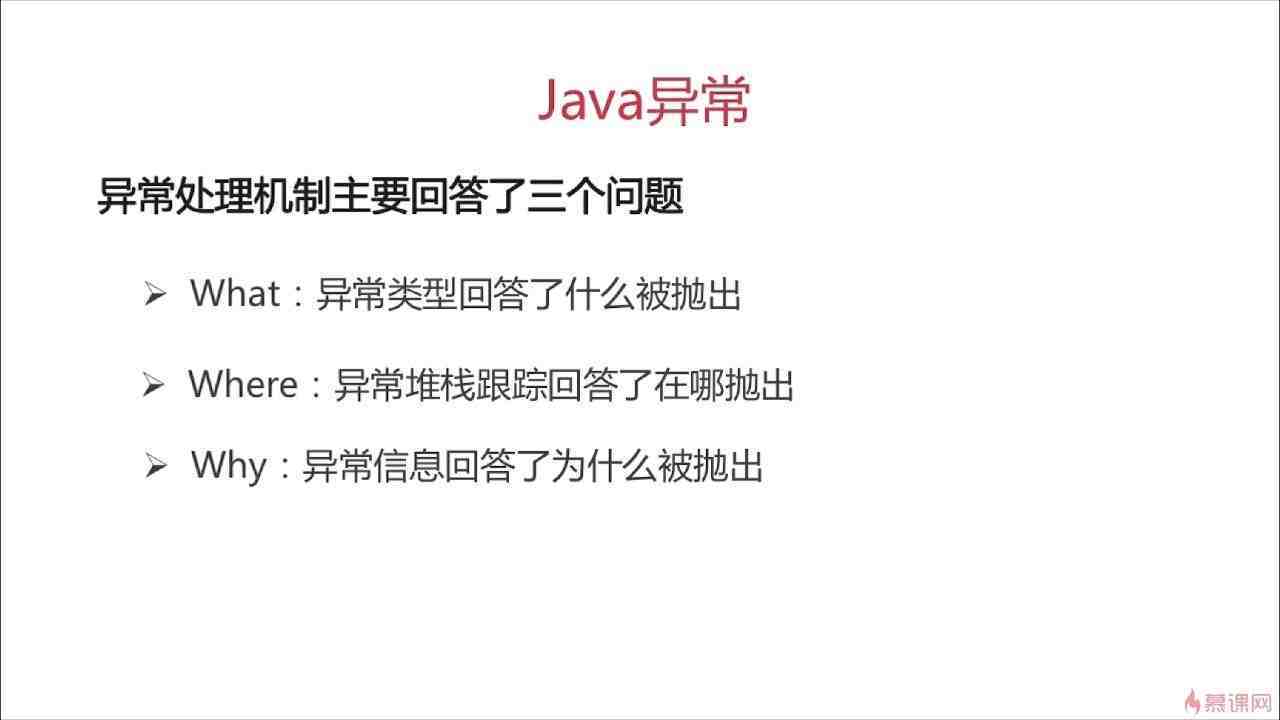 Java异常
异常处理机制主要回答了三个问题
➢ What：异常类型回答了什么被抛出
➢ Where：异常堆栈跟踪回答了在哪抛出
➢ Why：异常信息回答了为什么被抛出
慕课网